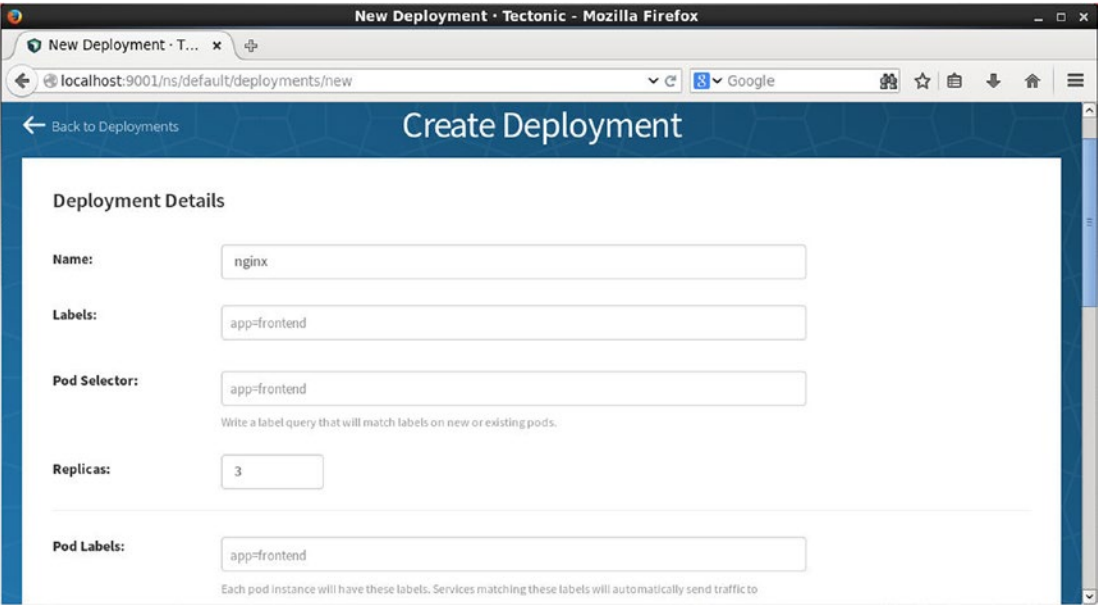 New Deployment · Tectonic - Mozilla Firefox
New Deployment · T...
localhost:9001/ns/default/deployments/new
Google
Back to Deployments
Create Deployment
Deployment Details
Name:
nginx
Labels:
app=frontend
Pod Selector:
app=frontend
Write a label query that will match labels on new or existing pods.
Replicas:
3
Pod Labels:
app=frontend
Each pod instance will have these labels. Services matching these labels will automatically send traffic to